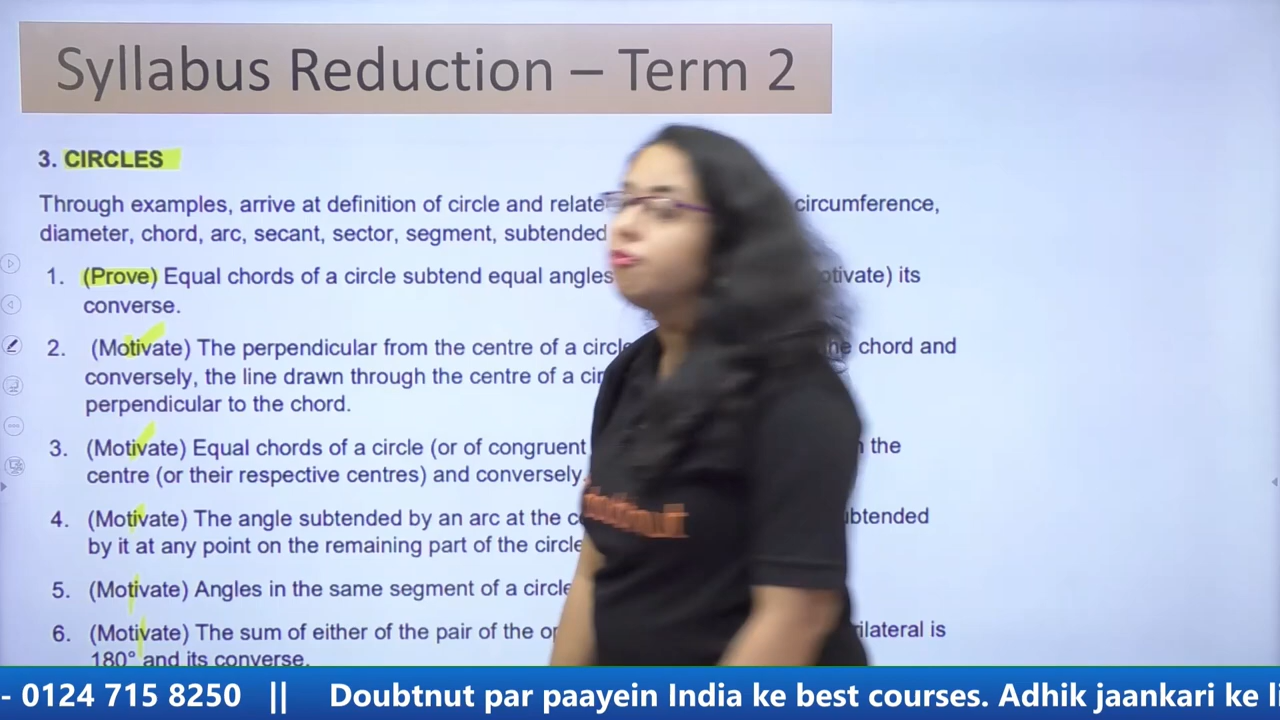 Syllabus Reduction – Term 2
3. CIRCLES
Through examples, arrive at definition of circle and relate circumference,
diameter, chord, arc, secant, sector, segment, subtended
1. (Prove) Equal chords of a circle subtend equal angles otivate) its
converse.
2. (Motivate) The perpendicular from the centre of a circle he chord and
conversely, the line drawn through the centre of a cir
perpendicular to the chord.
3. (Motivate) Equal chords of a circle (or of congruent the
centre (or their respective centres) and conversely.
4. (Motivate) The angle subtended by an arc at the c ubtended
by it at any point on the remaining part of the circle
5. (Motivate) Angles in the same segment of a circle
6. (Motivate) The sum of either of the pair of the op rilateral is
180° and its converse.
- 0124 715 8250 || Doubtnut par paayein India ke best courses. Adhik jaankari ke li